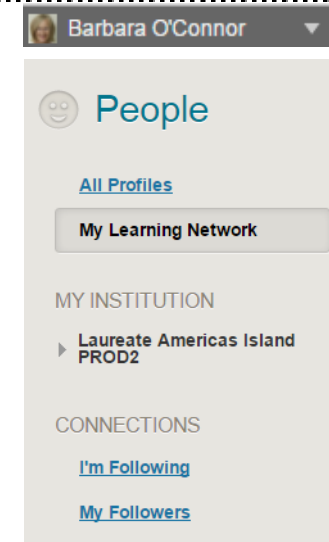 Barbara O'Connor
People
All Profiles
My Learning Network
MY INSTITUTION
Laureate Americas Island
PROD2
CONNECTIONS
I'm Following
My Followers